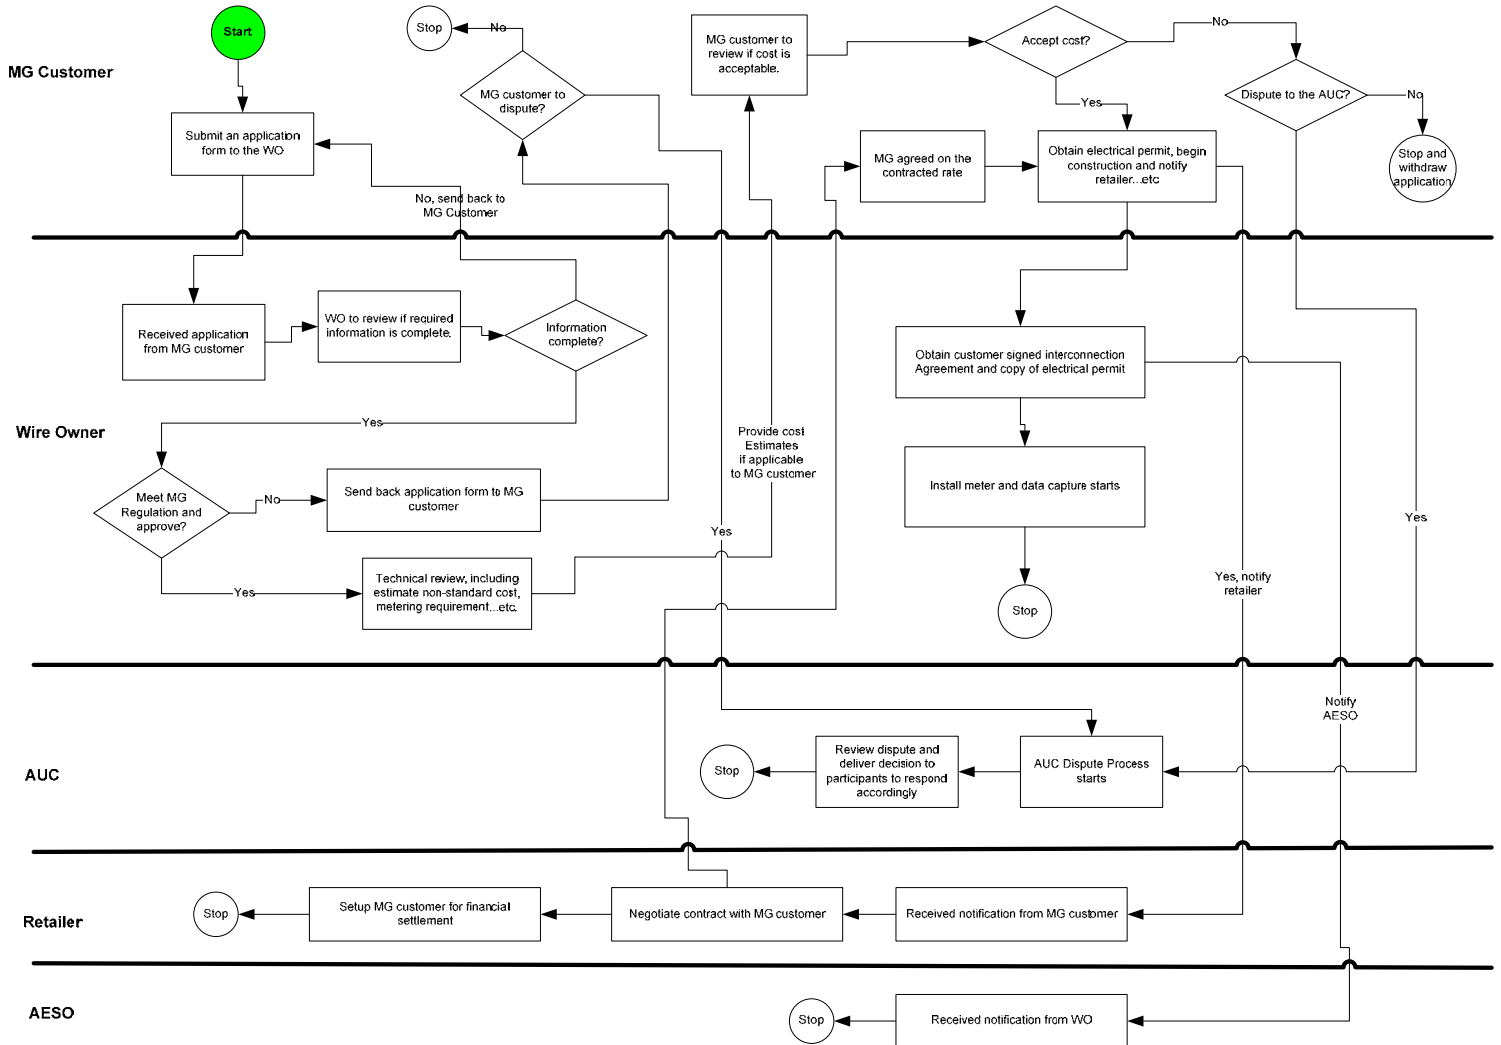 Start
Stop
No
MG customer to
review if cost is
acceptable.
Accept cost?
No
MG Customer
MG customer to
dispute?
Dispute to the AUC?
No
Yes
Submit an application
form to the WO
MG agreed on the
contracted rate
Obtain electrical permit, begin
construction and notify
retailer...etc
Stop and
withdraw
application
No, send back to
MG Customer
Received application
from MG customer
WO to review if required
information is complete.
Information
complete?
Obtain customer signed interconnection
Agreement and copy of electrical permit
Yes
Wire Owner
Provide cost
Estimates
if applicable
to MG customer
Meet MG
Regulation and
approve?
No
Send back application form to MG
customer
Install meter and data capture starts
Yes
Yes
Technical review, including
estimate non-standard cost,
metering requirement...etc.
Yes
Stop
Yes, notify
retailer
Notify
AESO
AUC
Stop
Review dispute and
deliver decision to
participants to respond
accordingly
AUC Dispute Process
starts
Retailer
Stop
Setup MG customer for financial
settlement
Negotiate contract with MG customer
Received notification from MG customer
AESO
Stop
Received notification from WO